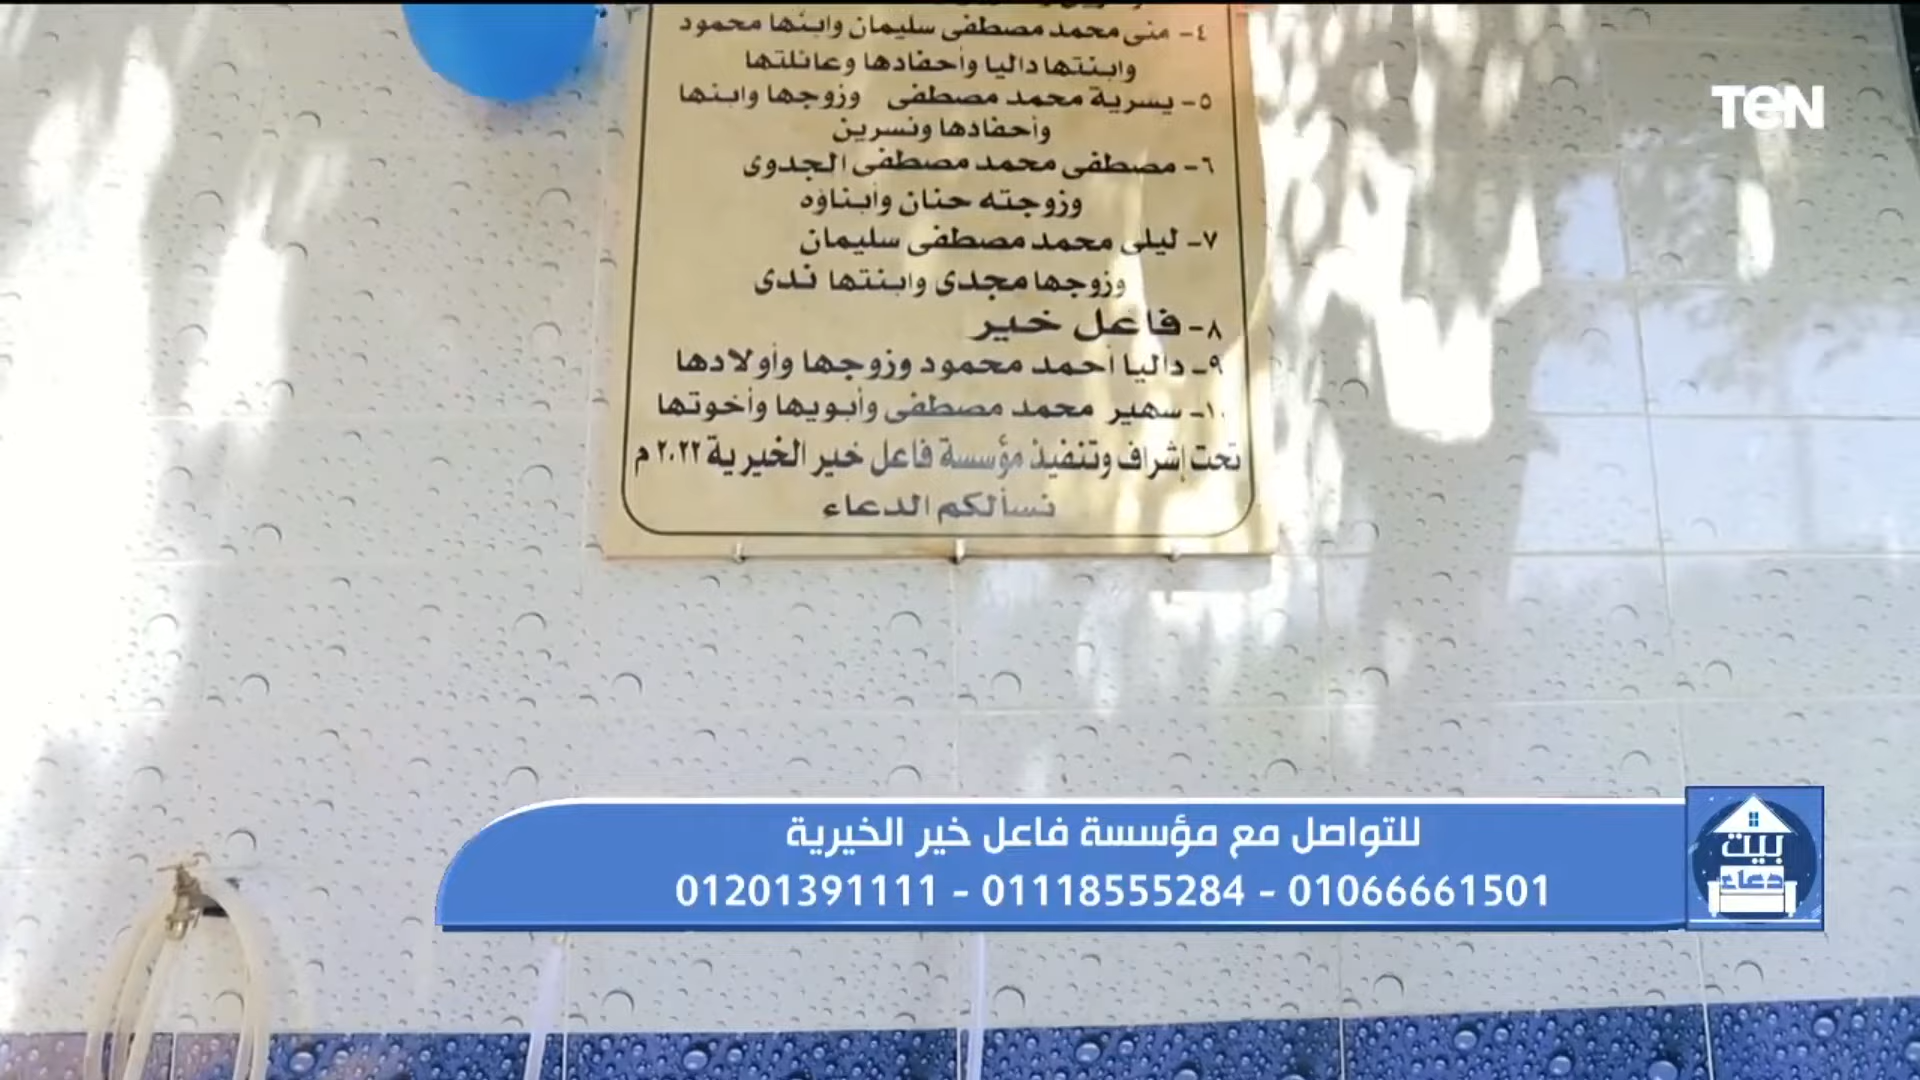 ٤- منى محمد مصطفى سليمان وابنها محمود
وابنتها داليا وأحفادها وعائلتها
٥- يسرية محمد مصطفى وزوجها وابنها
وأحفادها ونسرين
٦- مصطفى محمد مصطفى الجدوى
وزوجته حنان وأبناؤه
٧- ليلى محمد مصطفى سليمان
وزوجها مجدى وابنتها ندى
٨- فاعل خير
٩- داليا احمد محمود وزوجها وأولادها
١٠- سهير محمد مصطفى وأبويها وأخوتها
تحت إشراف وتنفيذ مؤسسة فاعل خير الخيرية ٢٠٢٢ م
نسألكم الدعاء
TeN
للتواصل مع مؤسسة فاعل خير الخيرية
01201391111 - 01118555284 - 01066661501
بيت
دعاء